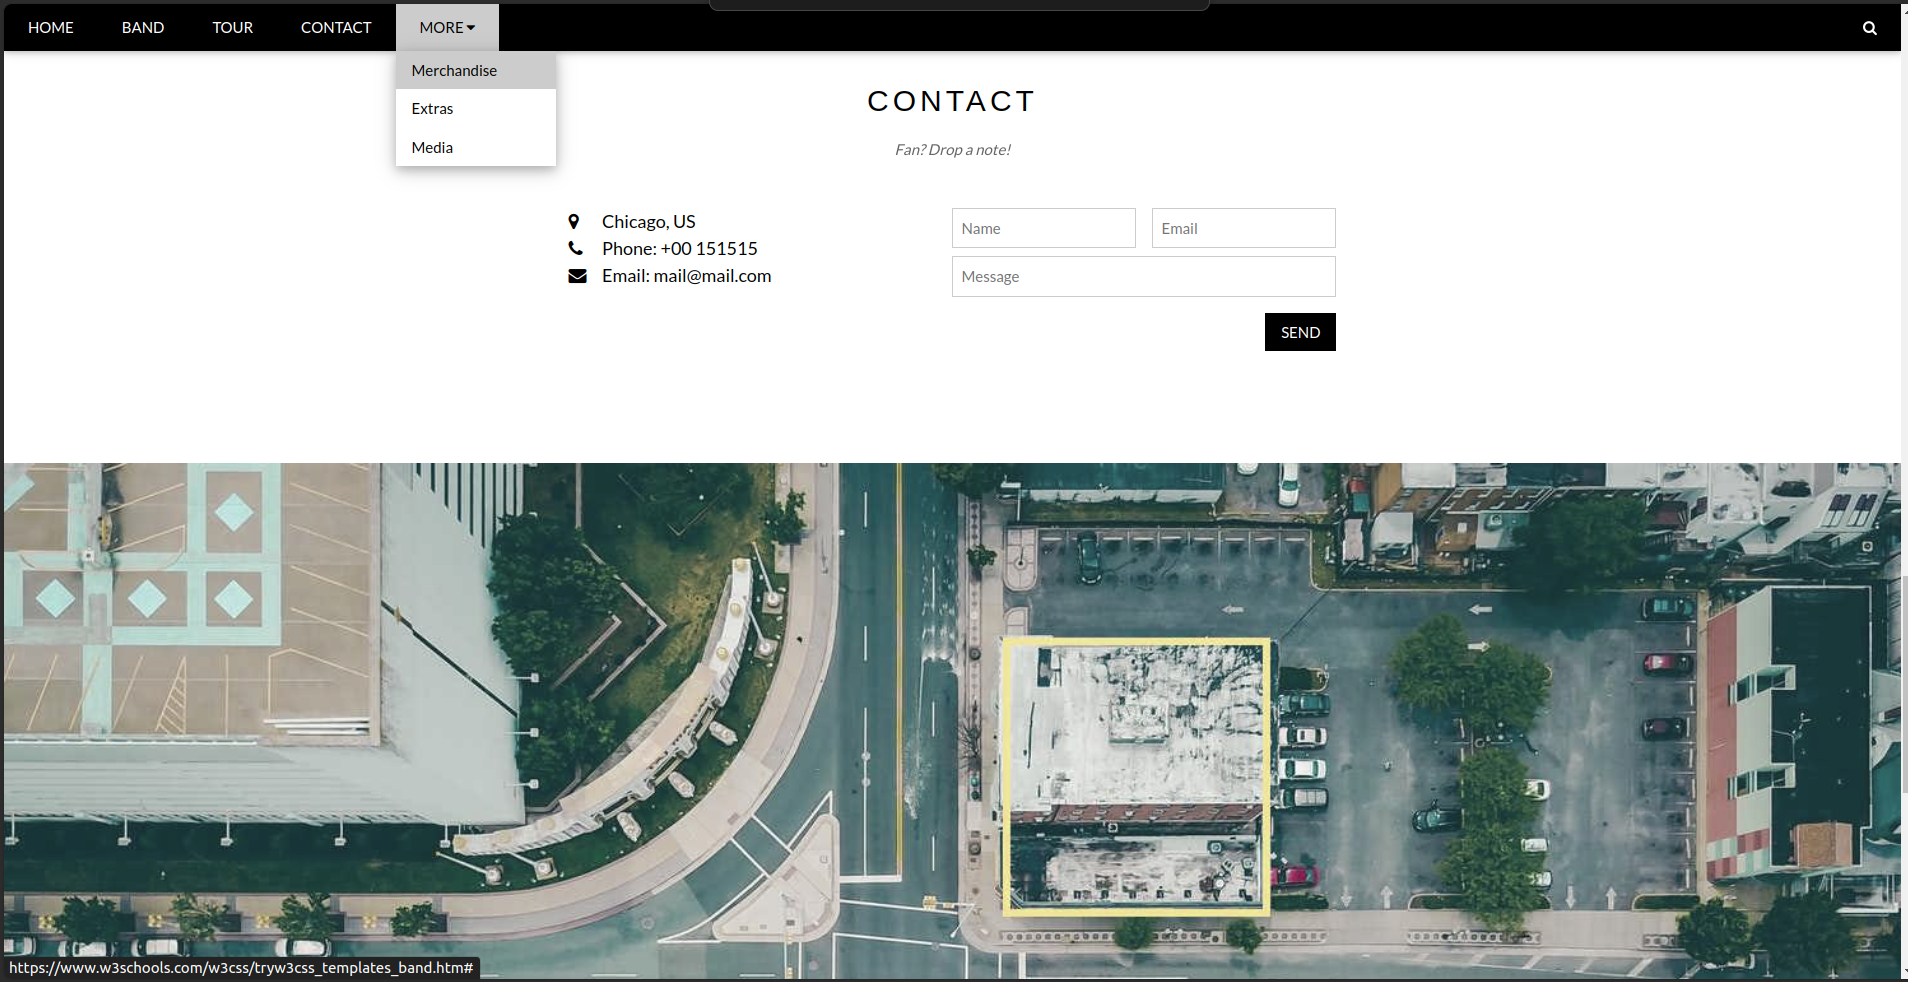 HOME BAND TOUR CONTACT MORE
Merchandise
Extras
Media
CONTACT
Fan? Drop a note!
Chicago, US
Phone: +00 151515
Email: mail@mail.com
Name Email
Message
SEND
https://www.w3schools.com/w3css/tryw3css_templates_band.htm#